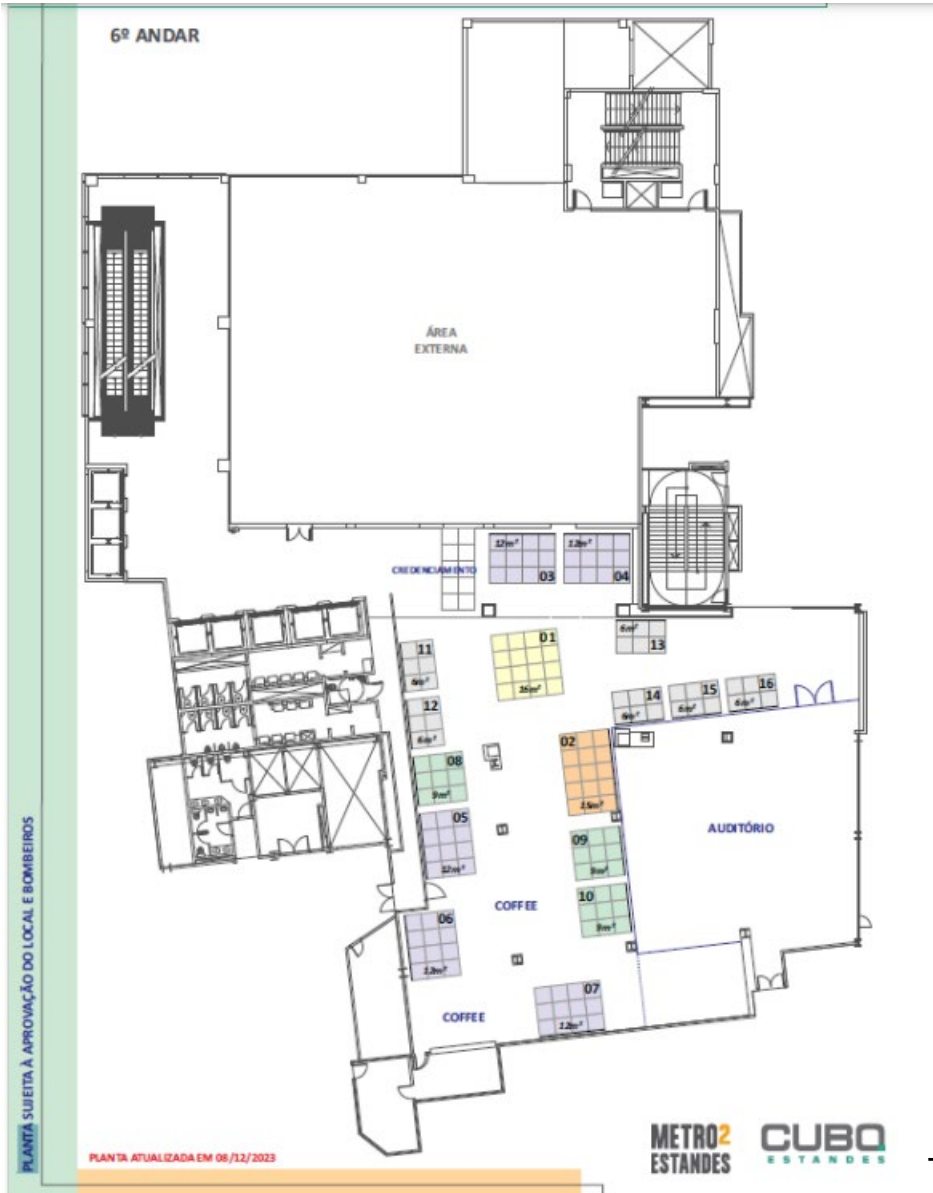 6º ANDAR
ÁREA
EXTERNA
12m²
03
12m²
04
CREDENCIAMENTO
01
16m²
6m²
13
11
6m²
12
6m²
14
6m²
15
6m²
16
6m²
02
15m²
08
9m²
05
12m²
09
9m²
AUDITÓRIO
10
9m²
COFFEE
06
12m²
07
12m²
COFFEE
PLANTA SUJEITA À APROVAÇÃO DO LOCAL E BOMBEIROS
PLANTA ATUALIZADA EM 08/12/2023
METRO2
ESTANDES
CUBO
ESTANDES